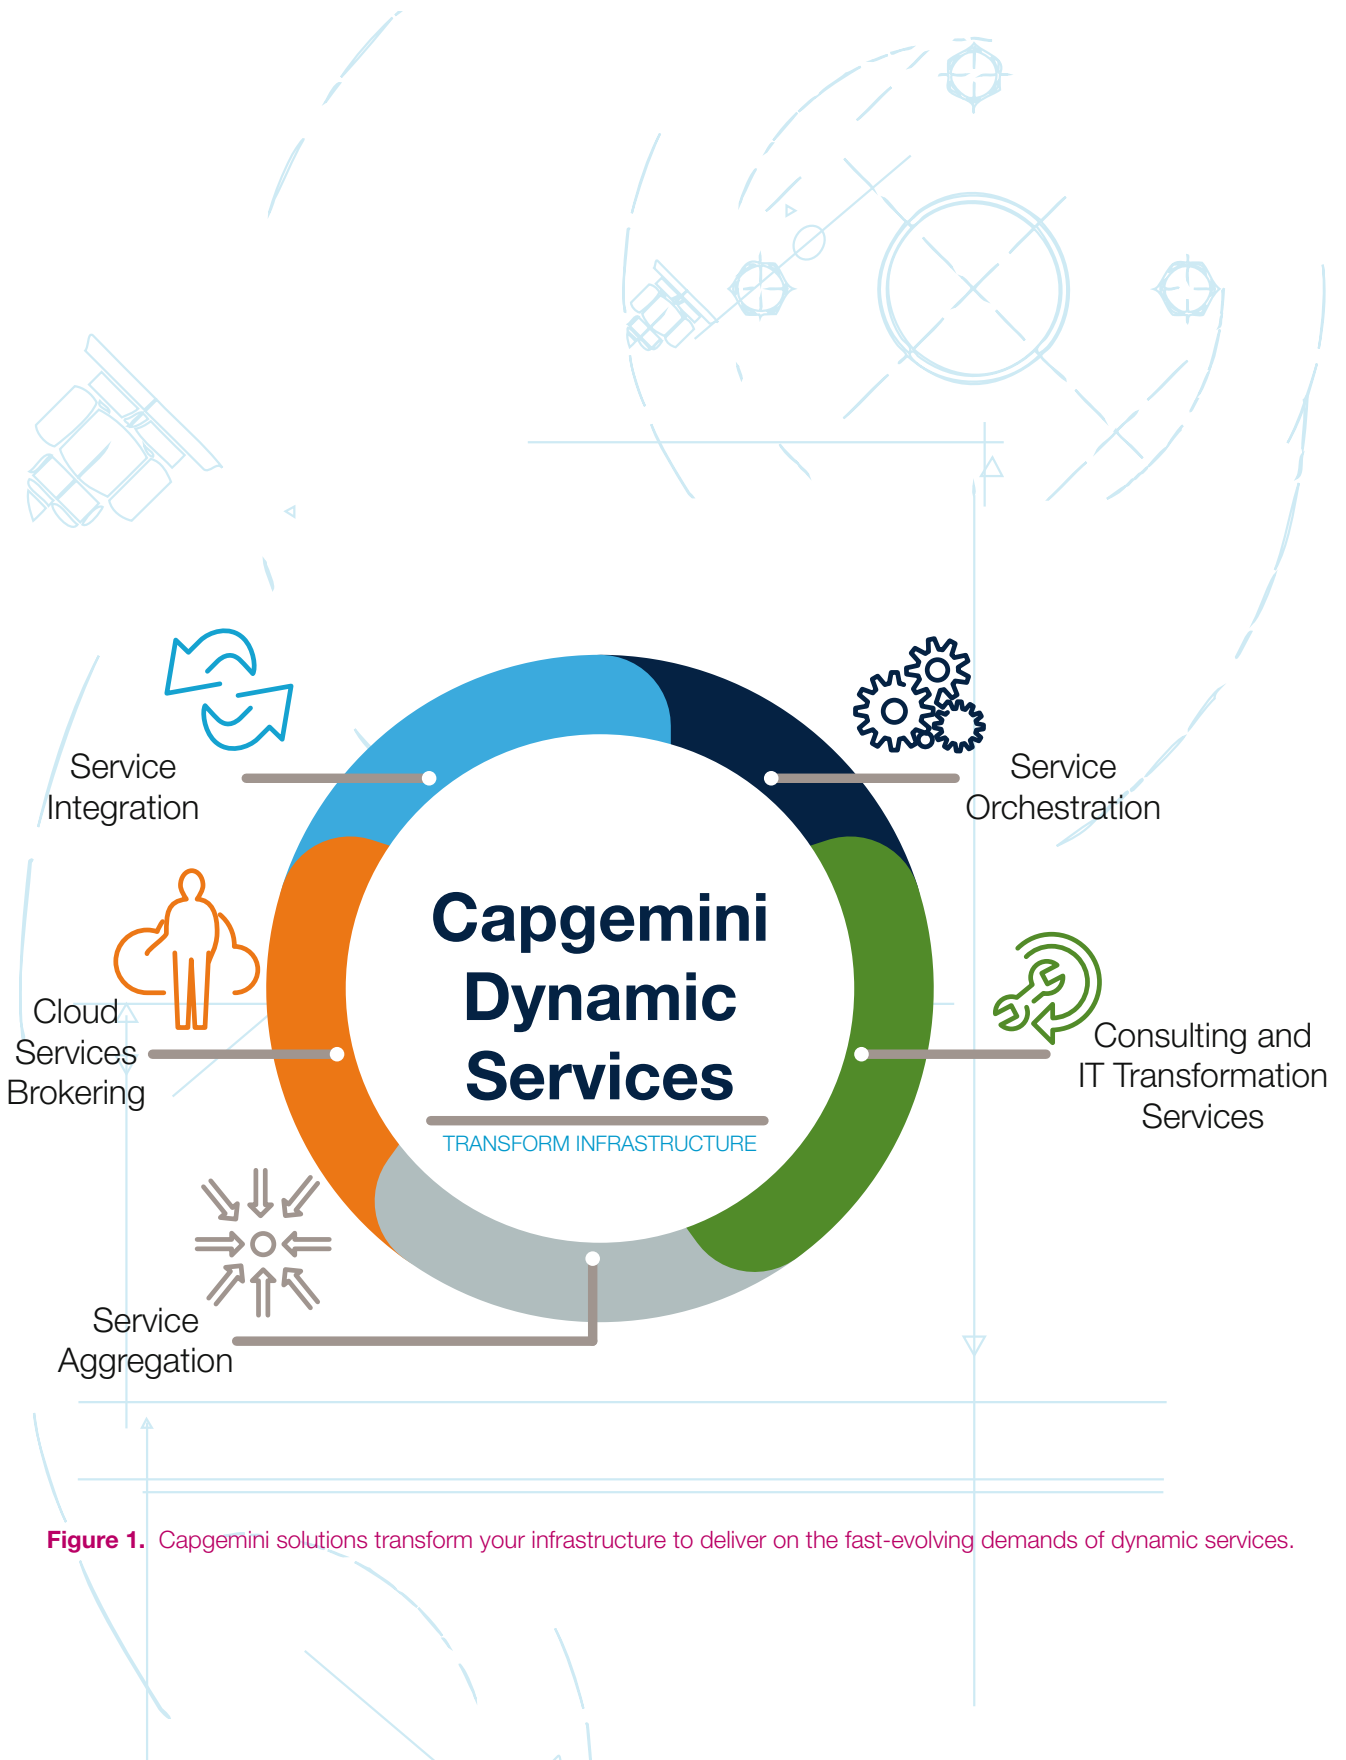 Service
Integration
Service
Orchestration
Cloud
Services
Brokering
Capgemini
Dynamic
Services
TRANSFORM INFRASTRUCTURE
Consulting and
IT Transformation
Services
Service
Aggregation
Figure 1. Capgemini solutions transform your infrastructure to deliver on the fast-evolving demands of dynamic services.